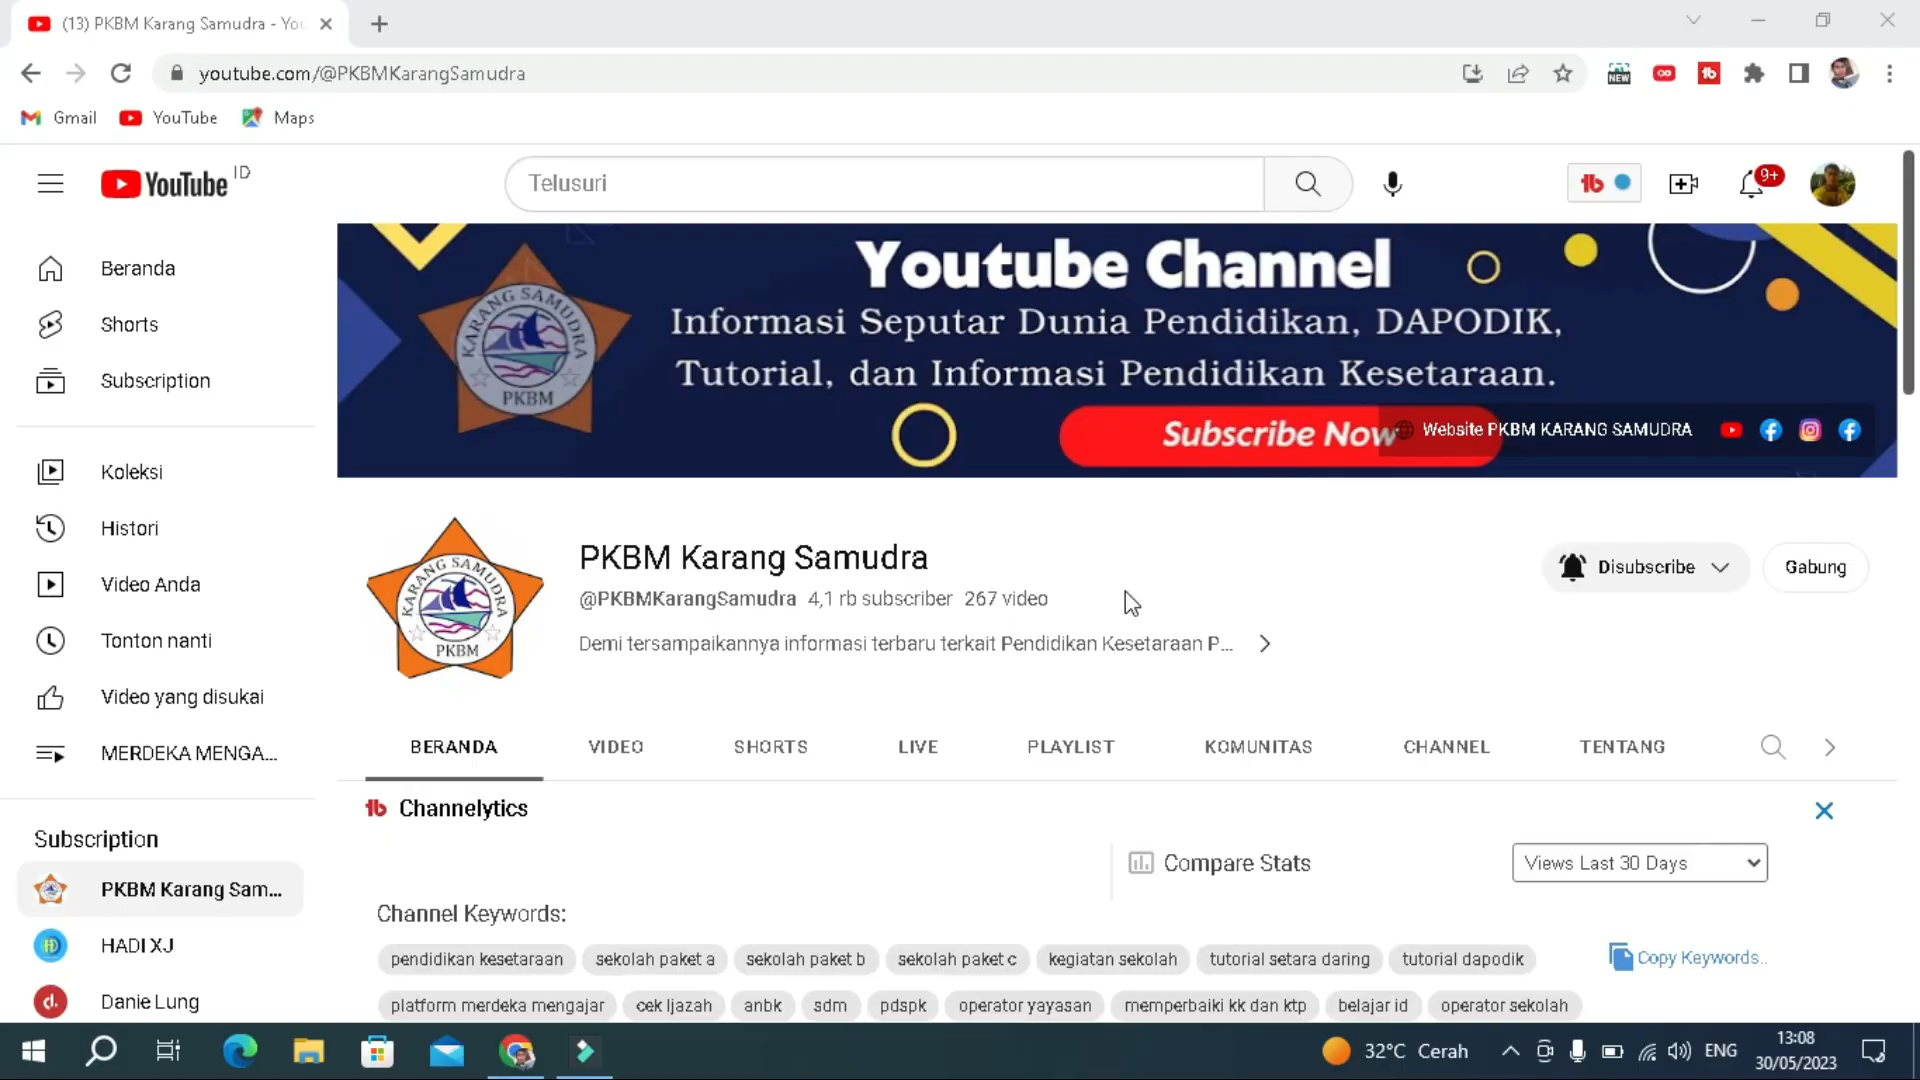 (13) PKBM Karang Samudra - You
youtube.com/@PKBMKarangSamudra
NEW
Gmail
YouTube
Maps
YouTube ID
Telusuri
9+
Beranda
Shorts
Subscription
Koleksi
Histori
Video Anda
Tonton nanti
Video yang disukai
MERDEKA MENGA...
Subscription
PKBM Karang Sam...
HADI XJ
Danie Lung
Youtube Channel
Informasi Seputar Dunia Pendidikan, DAPODIK,
Tutorial, dan Informasi Pendidikan Kesetaraan.
KARANG SAMUDRA
PKBM
Subscribe Now
Website PKBM KARANG SAMUDRA
KARANG SAMUDRA
PKBM
PKBM Karang Samudra
@PKBMKarangSamudra 4,1 rb subscriber 267 video
Demi tersampaikannya informasi terbaru terkait Pendidikan Kesetaraan P...
Disubscribe
Gabung
BERANDA VIDEO SHORTS LIVE PLAYLIST KOMUNITAS CHANNEL TENTANG
Channelytics
Compare Stats
Views Last 30 Days
Channel Keywords:
pendidikan kesetaraan sekolah paket a sekolah paket b sekolah paket c kegiatan sekolah tutorial setara daring tutorial dapodik
Copy Keywords..
platform merdeka mengajar cek Ijazah anbk sdm pdspk operator yayasan memperbaiki kk dan ktp belajar id operator sekolah
32°C Cerah
ENG
13:08
30/05/2023